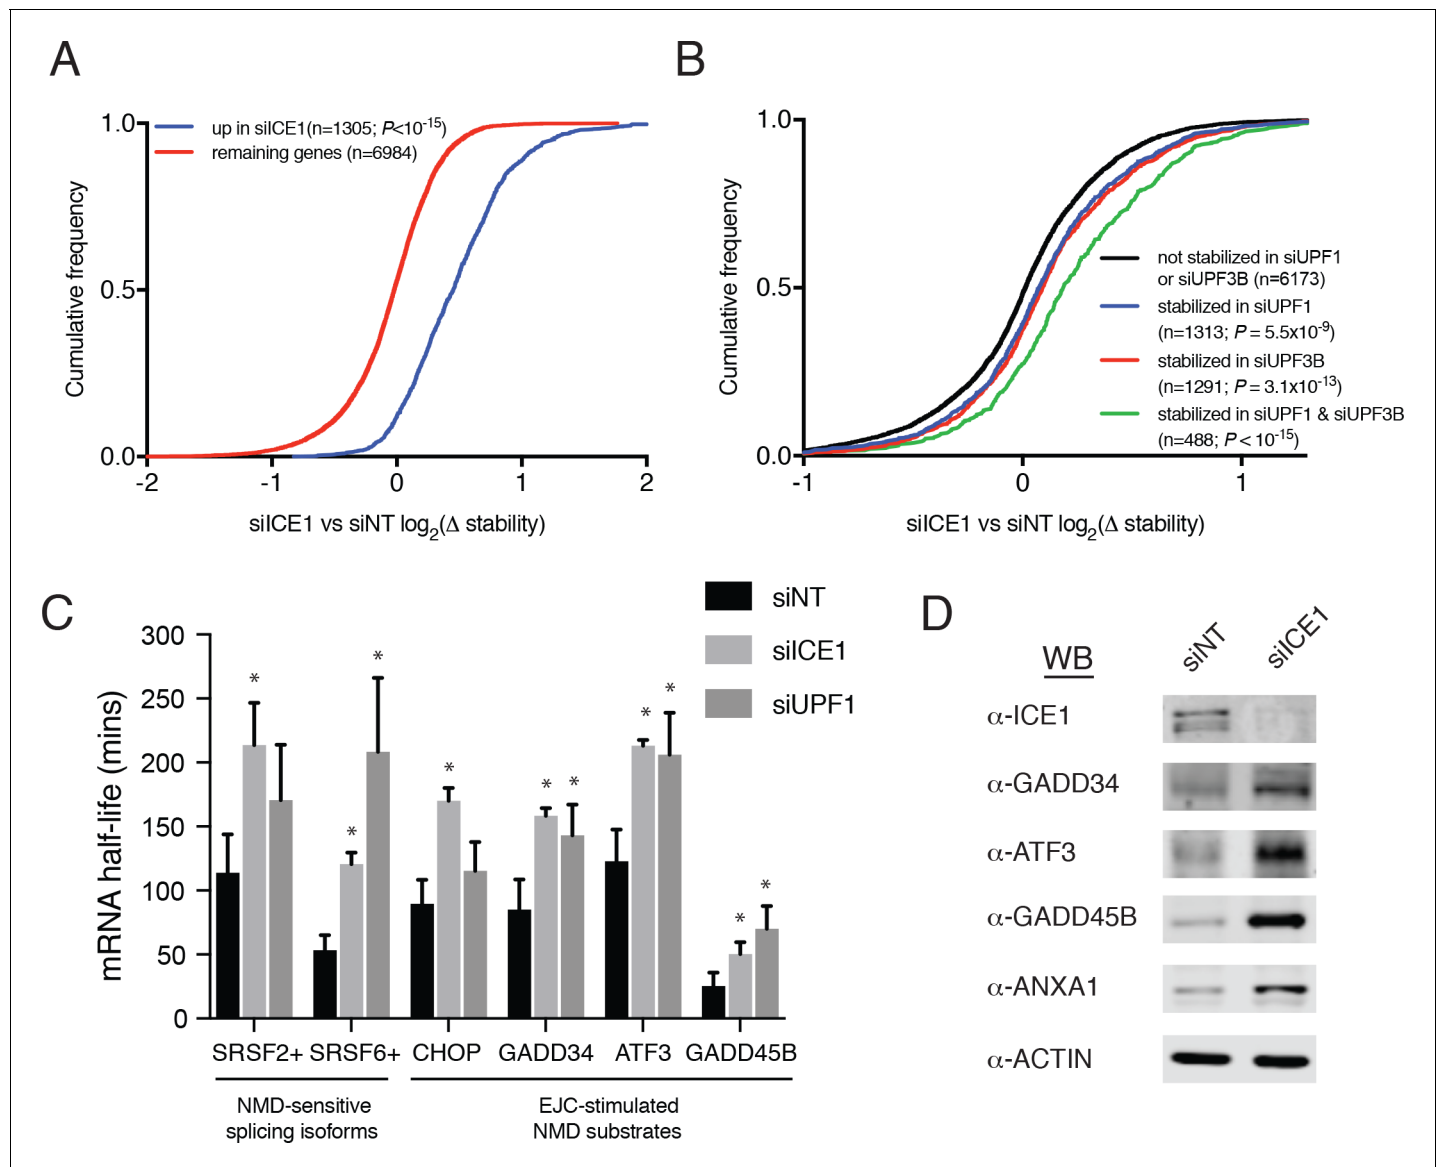 A
1.0
0.5
0.0
-2
-1
0
1
2
Cumulative frequency
up in siICE1(n=1305; P<10-15)
remaining genes (n=6984)
siICE1 vs siNT log2(Δ stability)
B
1.0
0.5
0.0
-1
0
1
Cumulative frequency
not stabilized in siUPF1
or siUPF3B (n=6173)
stabilized in siUPF1
(n=1313; P = 5.5x10-9)
stabilized in siUPF3B
(n=1291; P = 3.1x10-13)
stabilized in siUPF1 & siUPF3B
(n=488; P < 10-15)
siICE1 vs siNT log2(Δ stability)
C
siNT
siICE1
siUPF1
mRNA half-life (mins)
300
250
200
150
100
50
0
* * * * * * * * * *
SRSF2+ SRSF6+ CHOP GADD34 ATF3 GADD45B
NMD-sensitive
splicing isoforms
EJC-stimulated
NMD substrates
D
WB
siNT
siICE1
α-ICE1
α-GADD34
α-ATF3
α-GADD45B
α-ANXA1
α-ACTIN